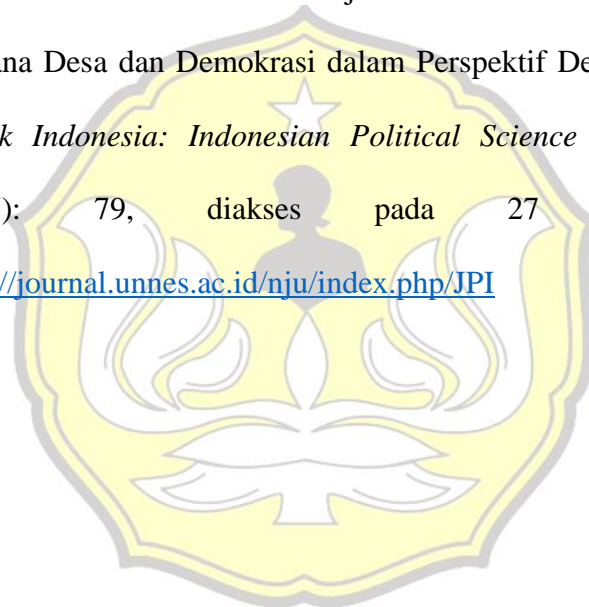 ana Desa dan Demokrasi dalam Perspektif De
k Indonesia: Indonesian Political Science
): 79, diakses pada 27
//journal.unnes.ac.id/nju/index.php/JPI